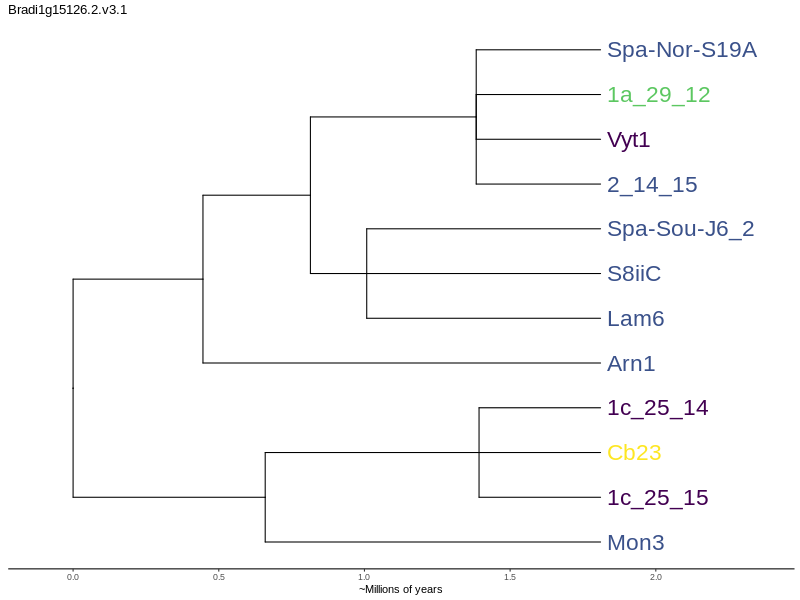 Bradi1g15126.2.v3.1
Spa-Nor-S19A
1a_29_12
Vyt1
2_14_15
Spa-Sou-J6_2
S8iiC
Lam6
Arn1
1c_25_14
Cb23
1c_25_15
Mon3
0.0 0.5 1.0 1.5 2.0
~Millions of years